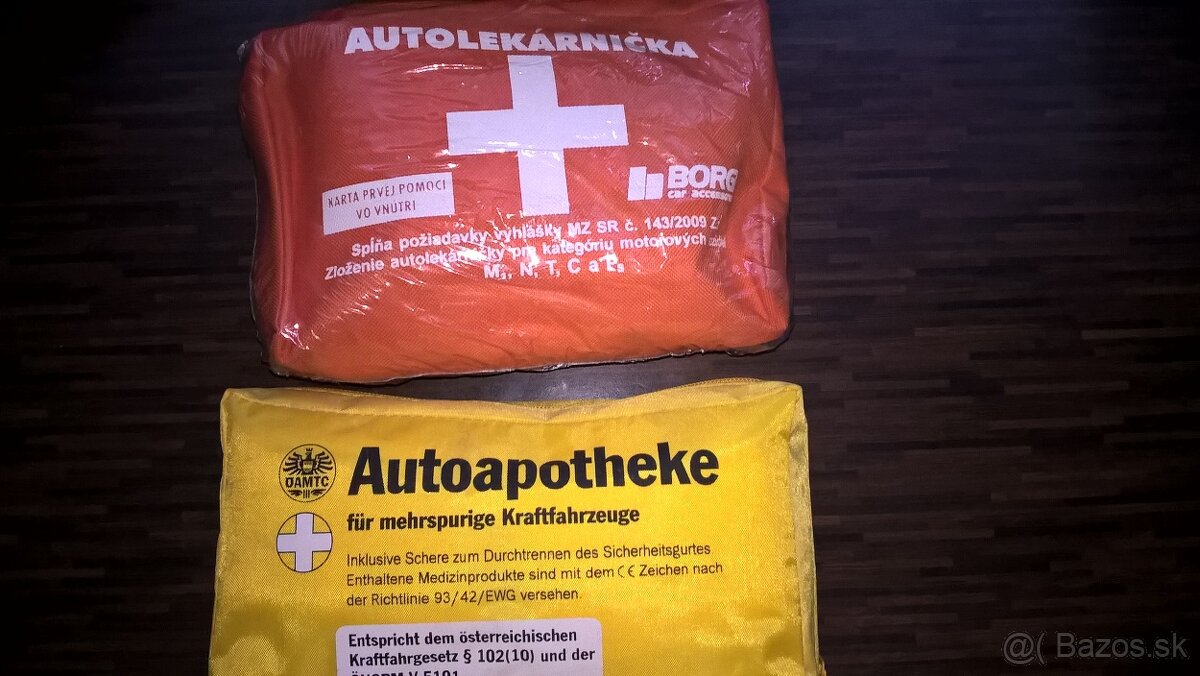 AUTOLEKÁRNIČKA
KARTA PRVEJ POMOCI
VO VNUTRI
BORG
car accessories
Spĺňa požiadavky vyhlášky MZ SR č. 143/2009 Z.
Zloženie autolekárničky pre kategóriu motorových
M₁, N, T, C a L₅
ÖAMTC
Autoapotheke
für mehrspurige Kraftfahrzeuge
Inklusive Schere zum Durchtrennen des Sicherheitsgurtes
Enthaltene Medizinprodukte sind mit dem CE Zeichen nach
der Richtlinie 93/42/EWG versehen.
Entspricht dem österreichischen
Kraftfahrgesetz § 102(10) und der
ÖNORM V 5101
@( Bazos.sk